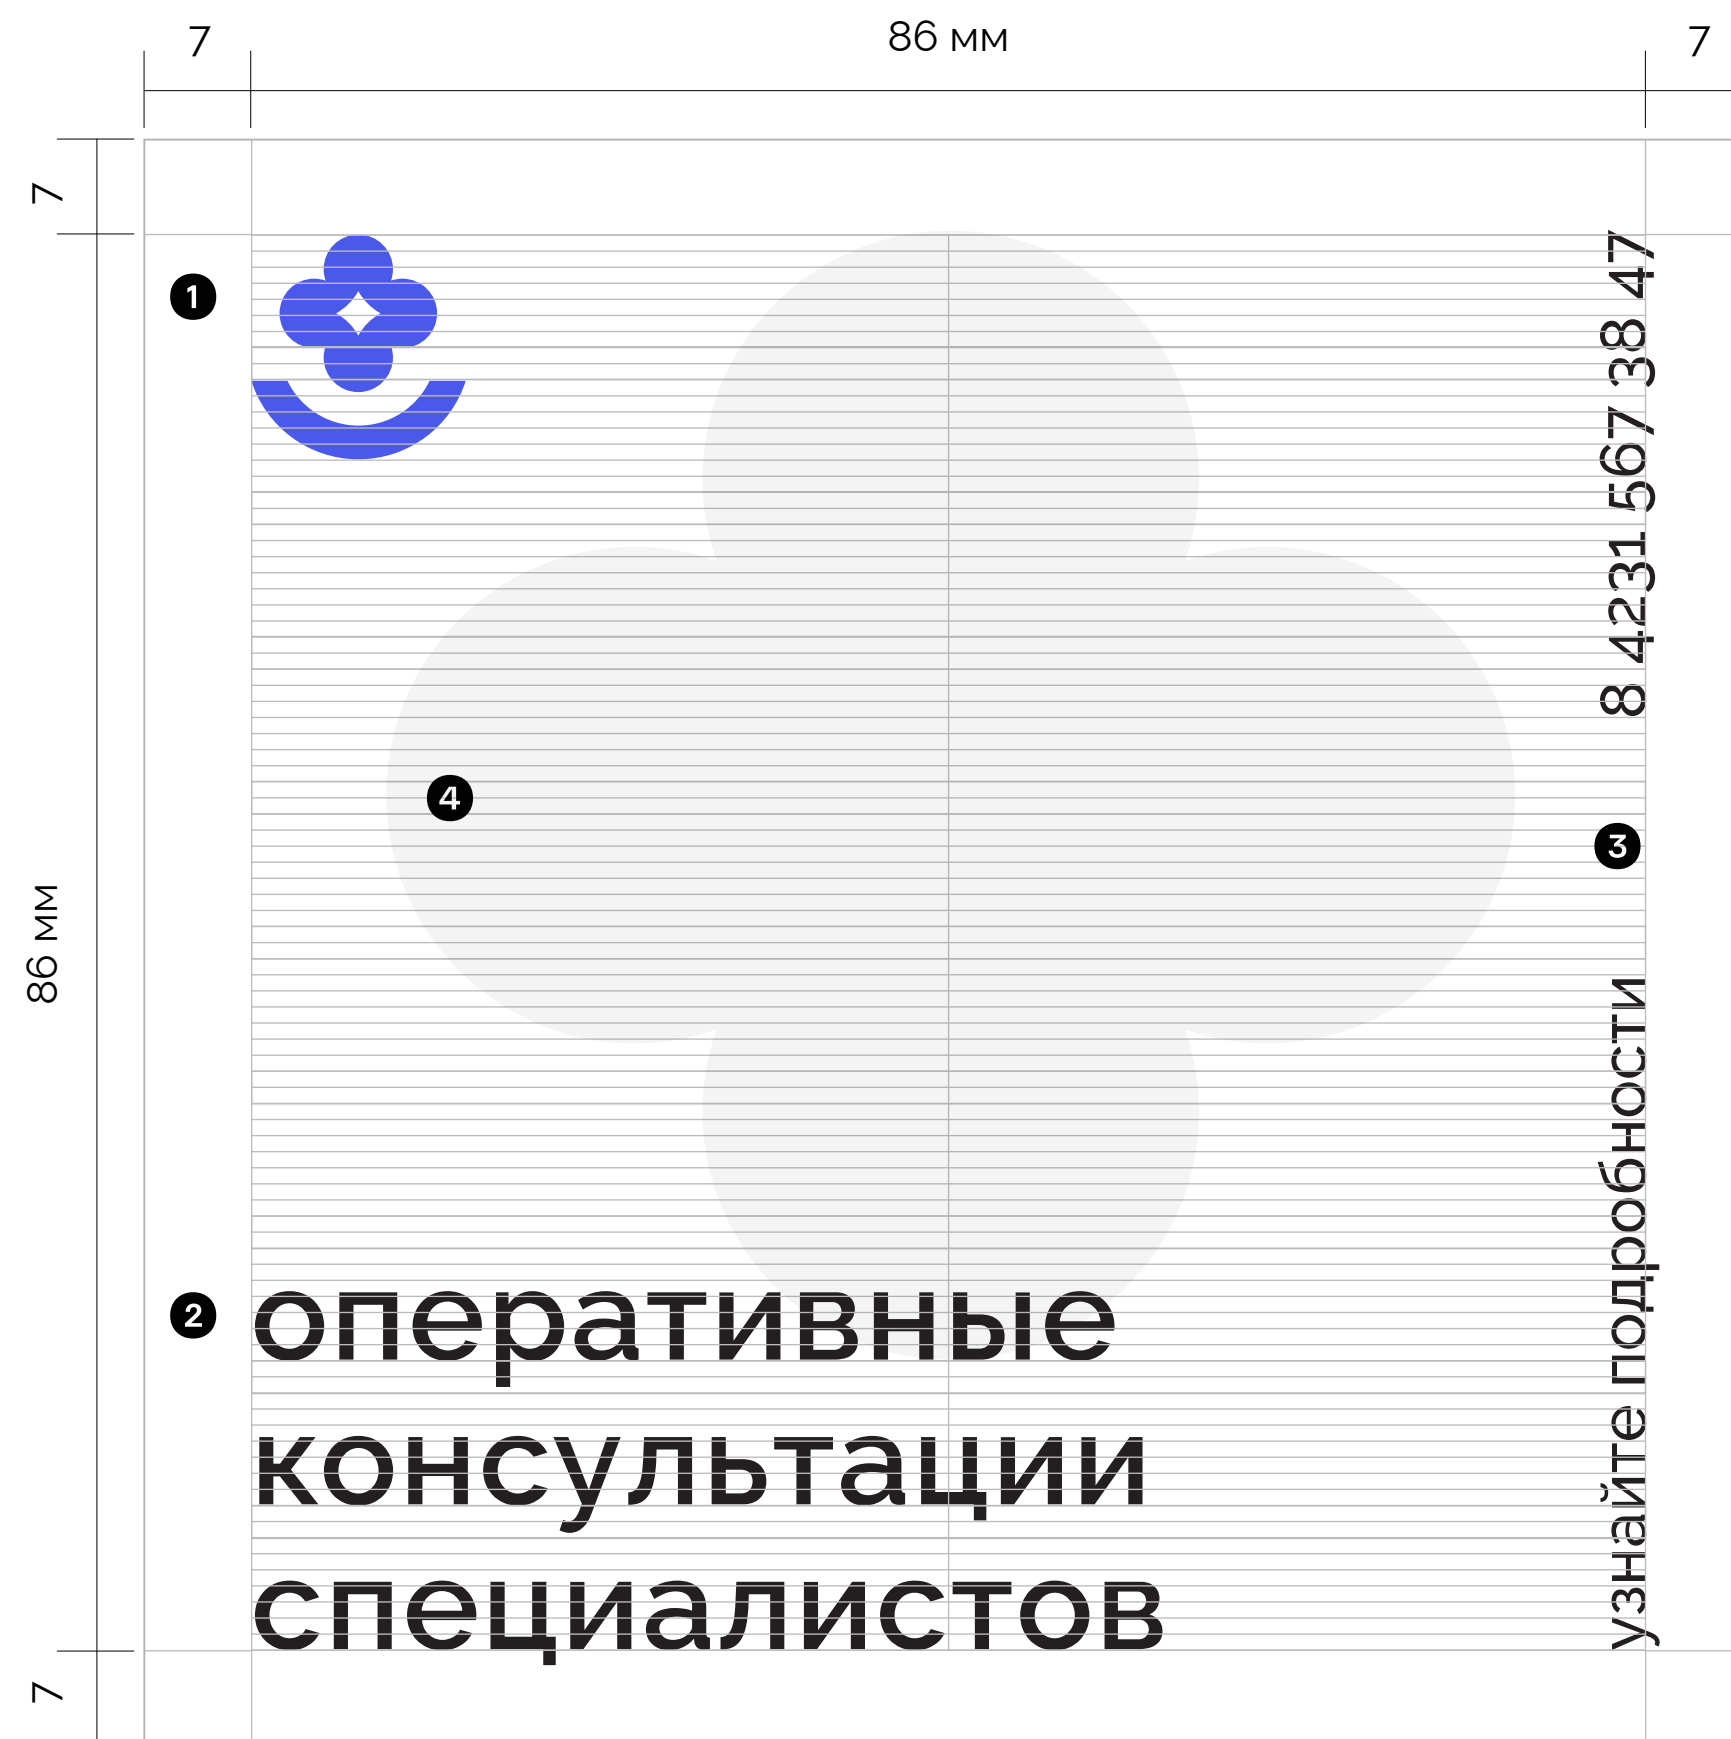 7
86 мм
7
7
1
8 4231 567 38 47
4
3
86 мм
узнайте подробности
2
оперативные
консультации
специалистов
7